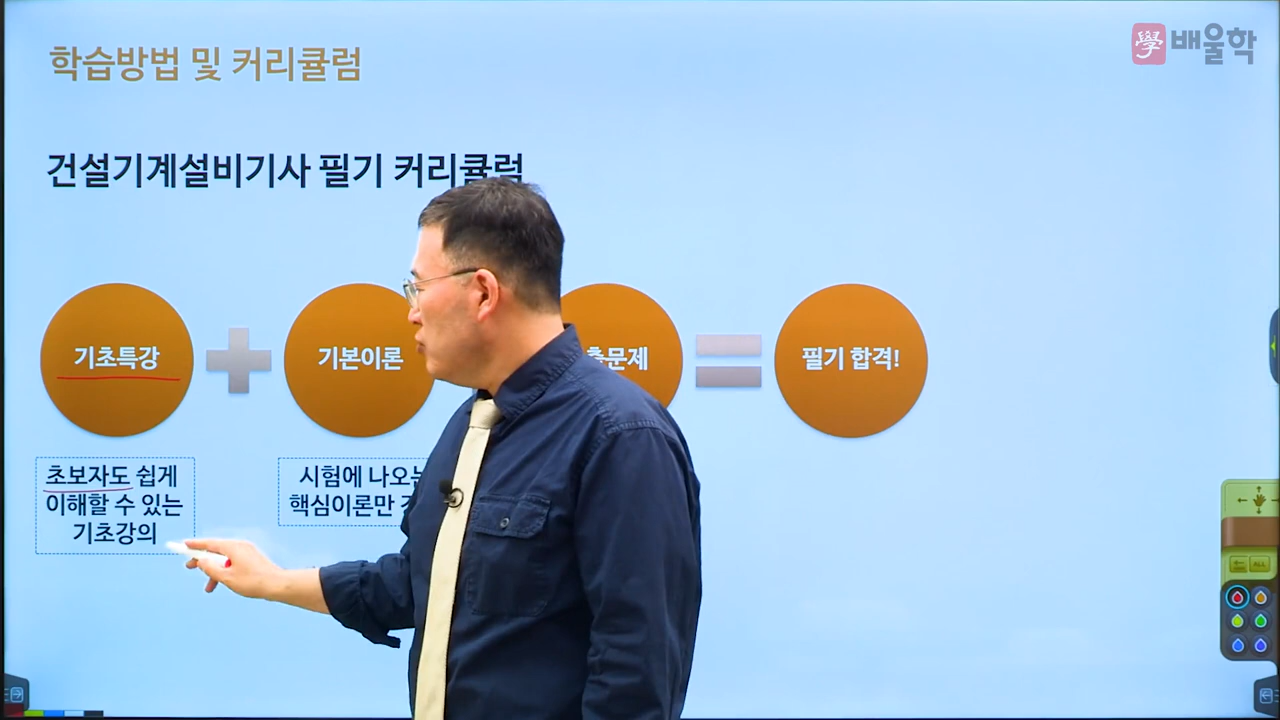 학습방법 및 커리큘럼
學 배울학
건설기계설비기사 필기 커리큘럼
기초특강
기본이론
필기 합격!
초보자도 쉽게
이해할 수 있는
기초강의
시험에 나오는
핵심이론만
ALL